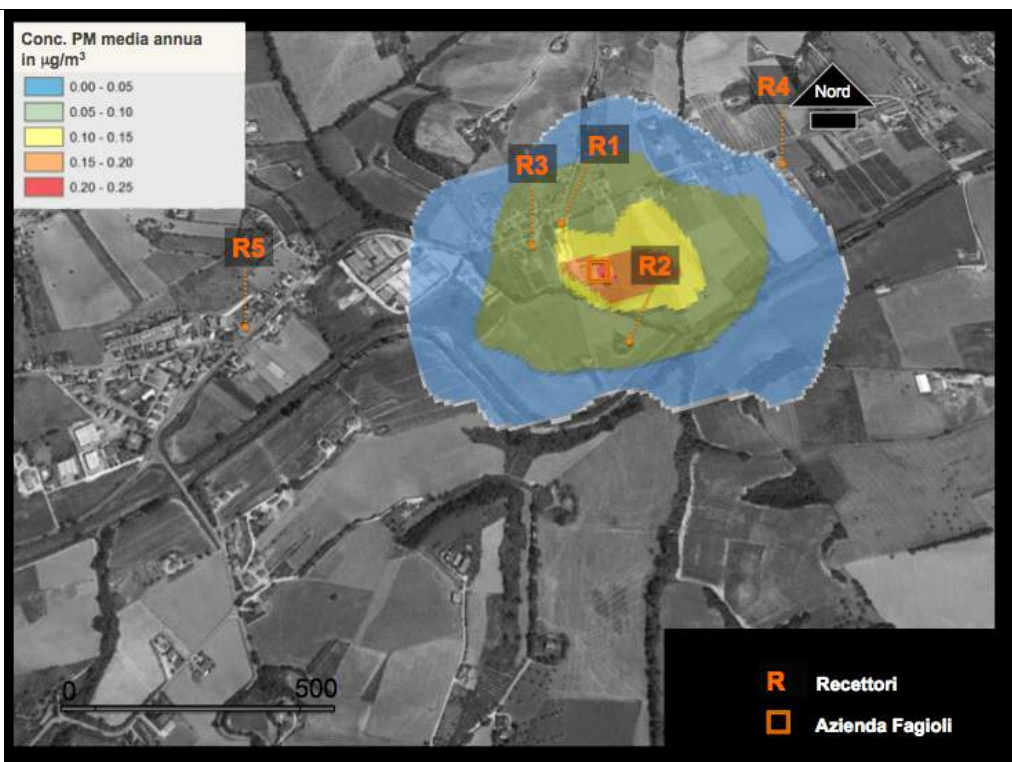 Conc. PM media annua
in µg/m³
0.00 - 0.05
0.05 - 0.10
0.10 - 0.15
0.15 - 0.20
0.20 - 0.25
R4
Nord
R1
R3
R5
R2
0
500
R Recettori
Azienda Fagioli